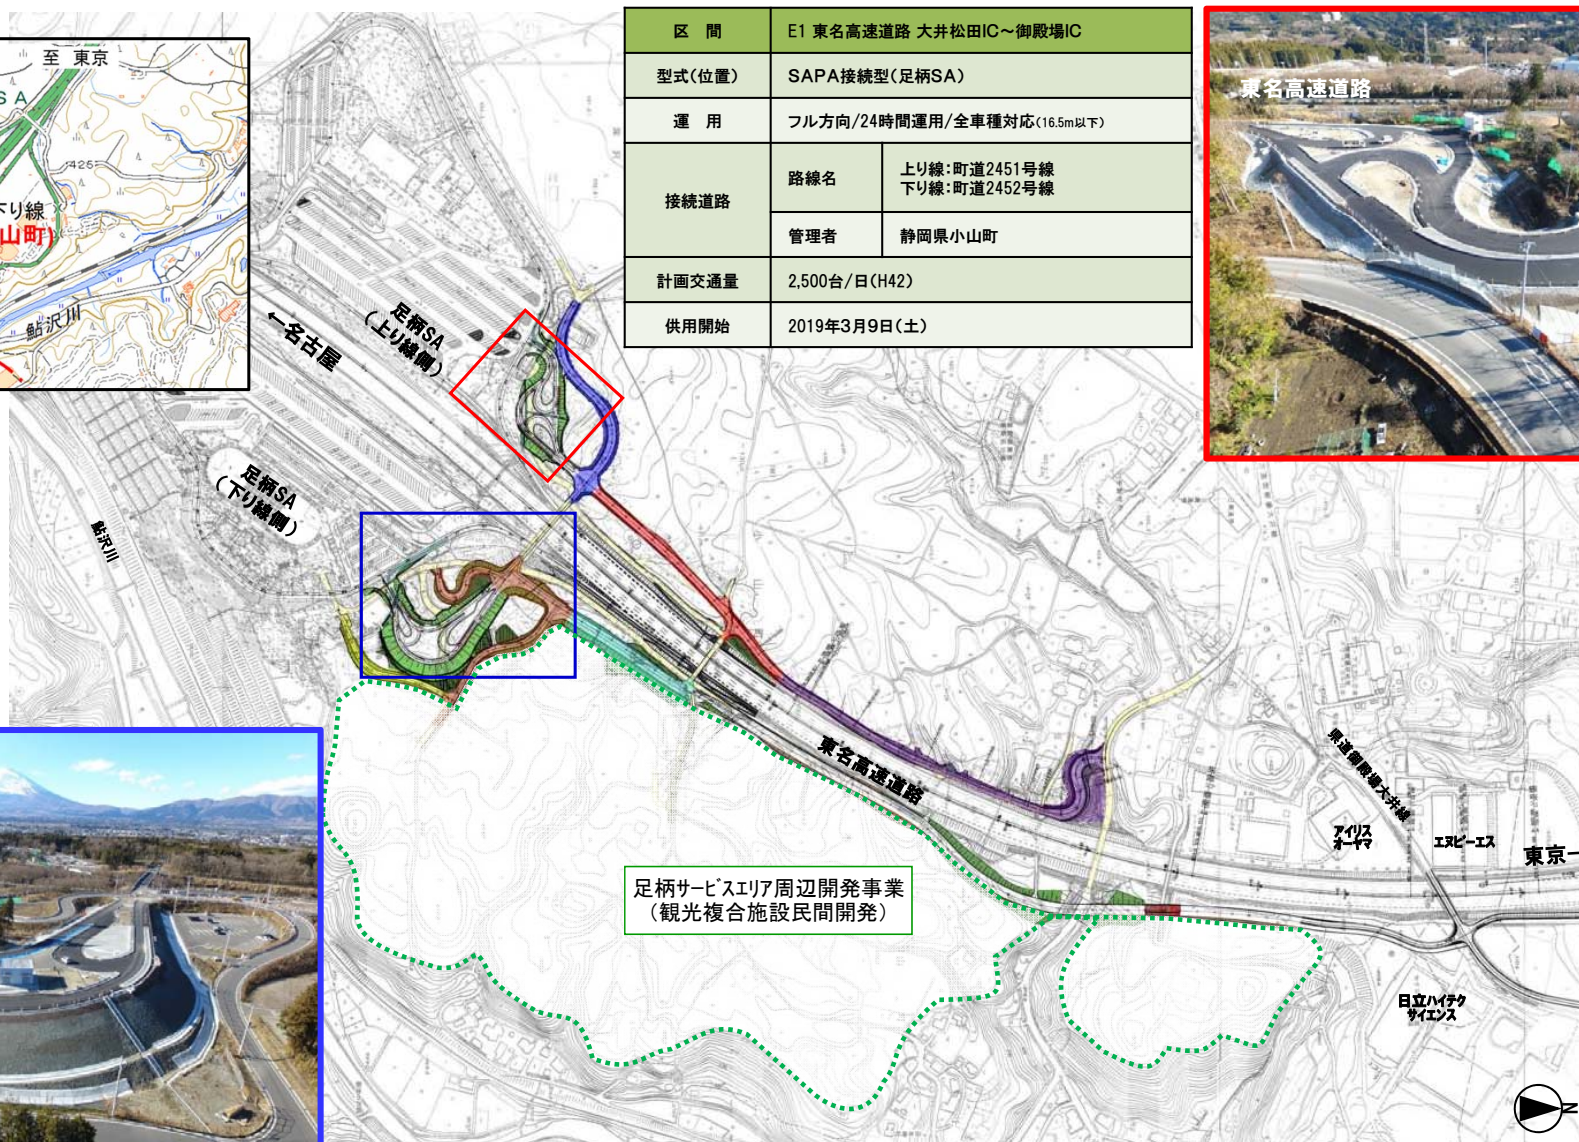 至 東京
SA
425
下り線
山町)
鮎沢川
区 間
E1 東名高速道路 大井松田IC～御殿場IC
型式(位置)
SAPA接続型(足柄SA)
運 用
フル方向/24時間運用/全車種対応(16.5m以下)
接続道路
路線名
上り線:町道2451号線
下り線:町道2452号線
管理者
静岡県小山町
計画交通量
2,500台/日(H42)
供用開始
2019年3月9日(土)
東名高速道路
←名古屋
足柄SA
(上り線側)
足柄SA
(下り線側)
鮎沢川
東名高速道路
県道御殿場大井線
アイリス
オーヤマ
エヌピーエス
東京→
足柄サービスエリア周辺開発事業
(観光複合施設民間開発)
日立ハイテク
サイエンス
N